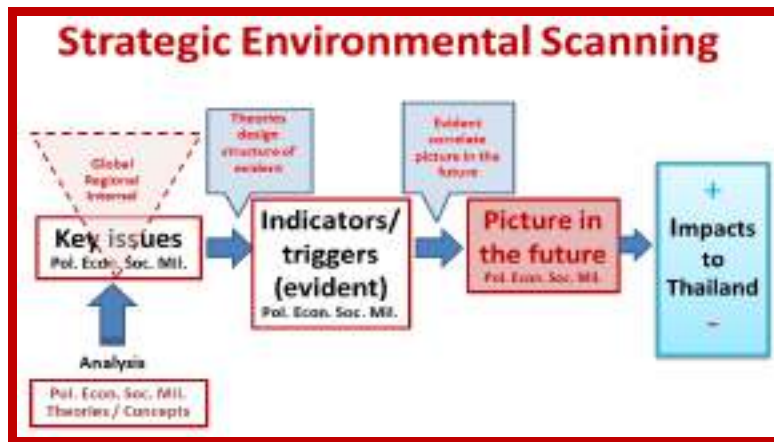 Strategic Environmental Scanning
Theories
design
structure of
evident
Evident
correlate
picture in the
future
Global
Regional
Internal
Key issues
Pol. Econ. Soc. Mil.
Indicators/
triggers
(evident)
Pol. Econ. Soc. Mil.
Picture in
the future
Pol. Econ. Soc. Mil.
+
Impacts
to
Thailand
-
Analysis
Pol. Econ. Soc. Mil.
Theories / Concepts